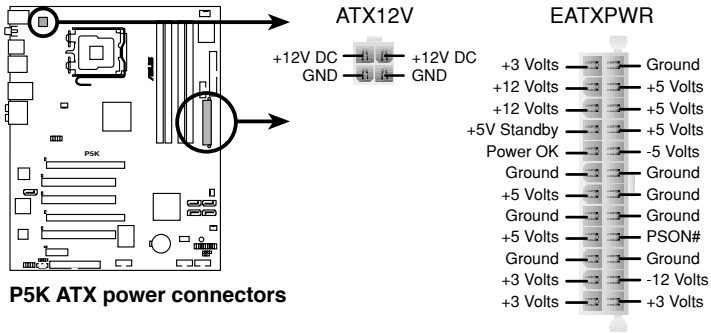 ATX12V
+12V DC +12V DC
GND GND
EATXPWR
+3 Volts Ground
+12 Volts +5 Volts
+12 Volts +5 Volts
+5V Standby +5 Volts
Power OK -5 Volts
Ground Ground
+5 Volts Ground
Ground Ground
+5 Volts PSON#
Ground Ground
+3 Volts -12 Volts
+3 Volts +3 Volts
/ISUS
P5K
P5K ATX power connectors